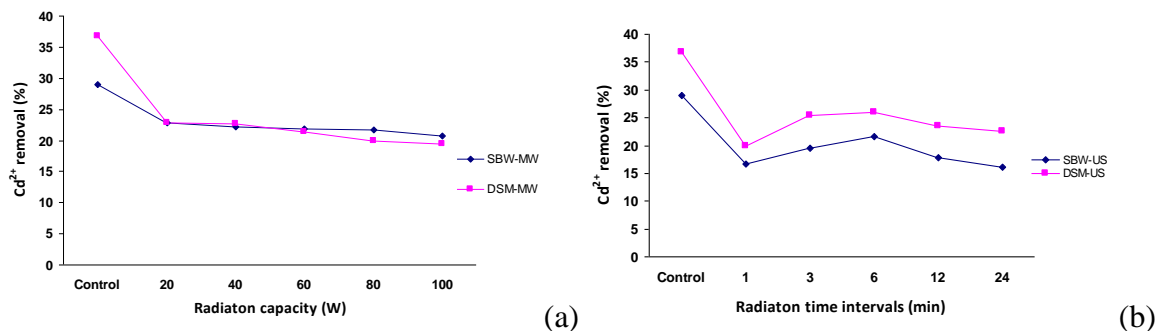 40
35
30
25
20
15
10
5
0
Cd2+ removal (%)
Control 20 40 60 80 100
Radiaton capacity (W)
SBW-MW
DSM-MW
(a)
40
35
30
25
20
15
10
5
0
Cd2+ removal (%)
Control 1 3 6 12 24
Radiaton time intervals (min)
SBW-US
DSM-US
(b)